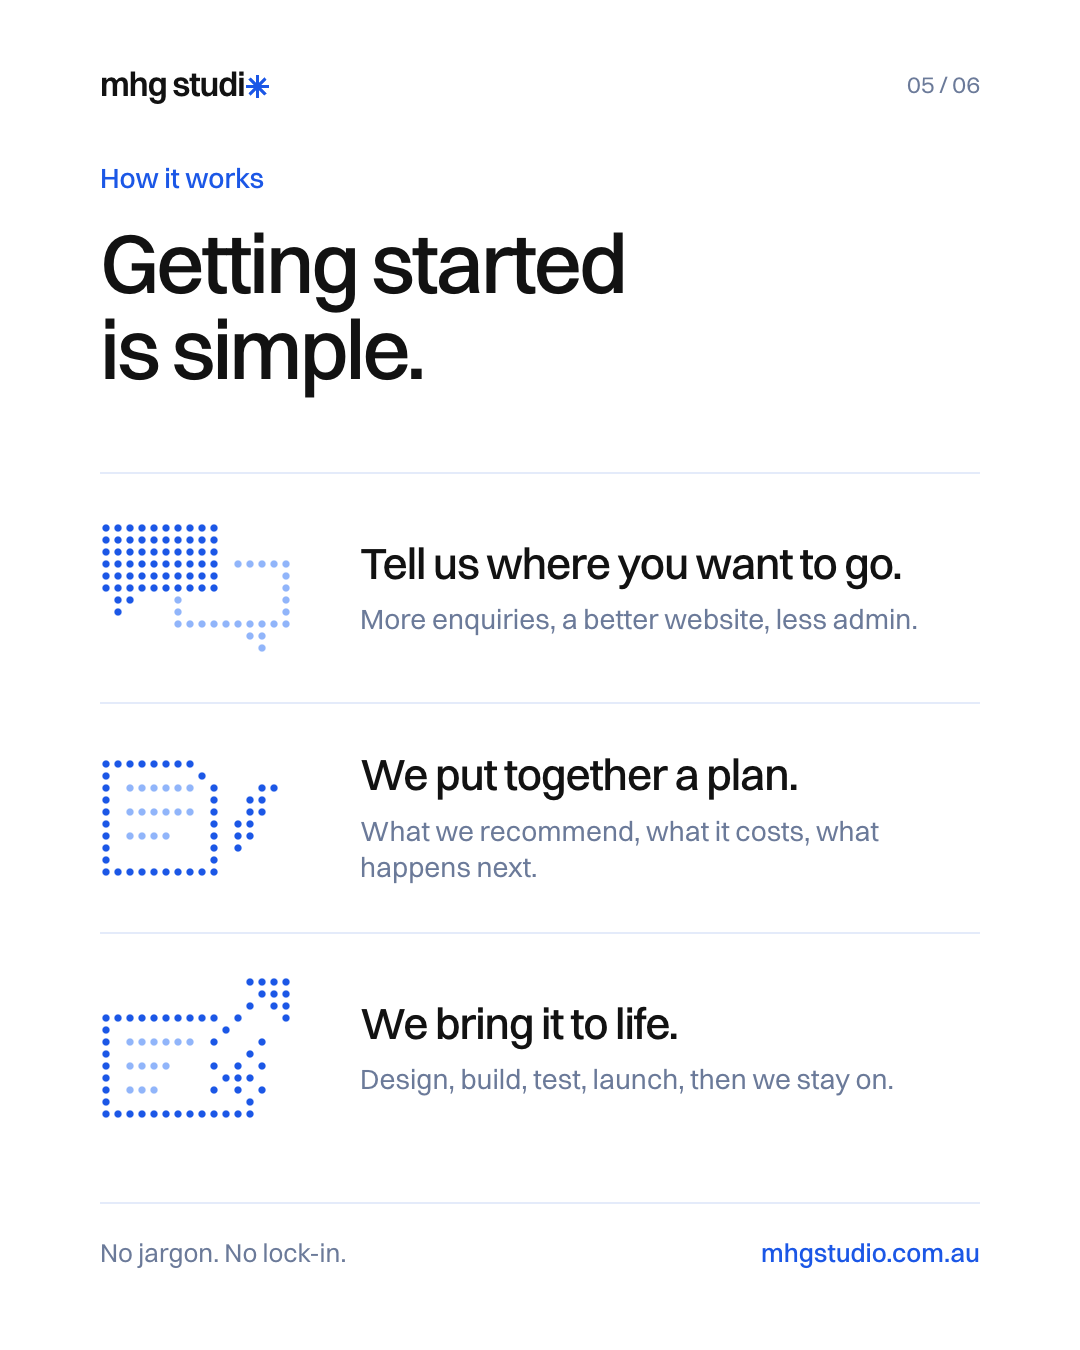 mhg studi*
05 / 06
How it works
Getting started
is simple.
Tell us where you want to go.
More enquiries, a better website, less admin.
We put together a plan.
What we recommend, what it costs, what
happens next.
We bring it to life.
Design, build, test, launch, then we stay on.
No jargon. No lock-in.
mhgstudio.com.au